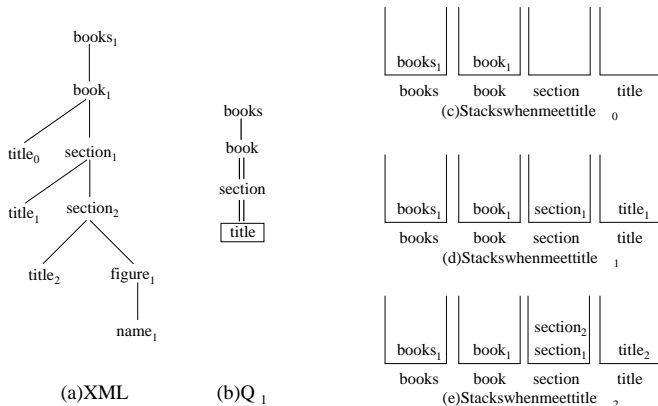 books1
book1
title0 section1
title1 section2
title2 figure1
name1
(a)XML
books
book
section
title
(b)Q 1
books1 book1
books book section title
(c)Stackswhenmeettitle 0
books1 book1 section1 title1
books book section title
(d)Stackswhenmeettitle 1
section2
books1 book1 section1 title2
books book section title
(e)Stackswhenmeettitle 2